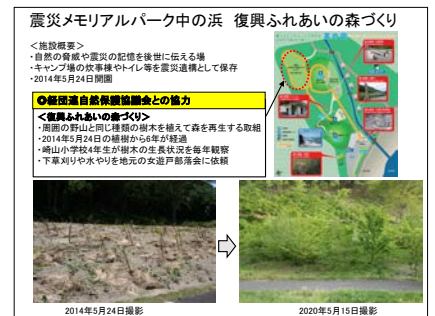 震災メモリアルパーク中の浜 復興ふれあいの森づくり
＜施設概要＞
・自然の脅威や震災の記憶を後世に伝える場
・キャンプ場の炊事棟やトイレ等を震災遺構として保存
・2014年5月24日開園
◎経団連自然保護協議会との協力
＜復興ふれあいの森づくり＞
・周囲の野山と同じ種類の樹木を植えて森を再生する取組
・2014年5月24日の植樹から6年が経過
・崎山小学校4年生が樹木の生長状況を毎年観察
・下草刈りや水やりを地元の女遊戸部落会に依頼
2014年5月24日撮影
2020年5月15日撮影